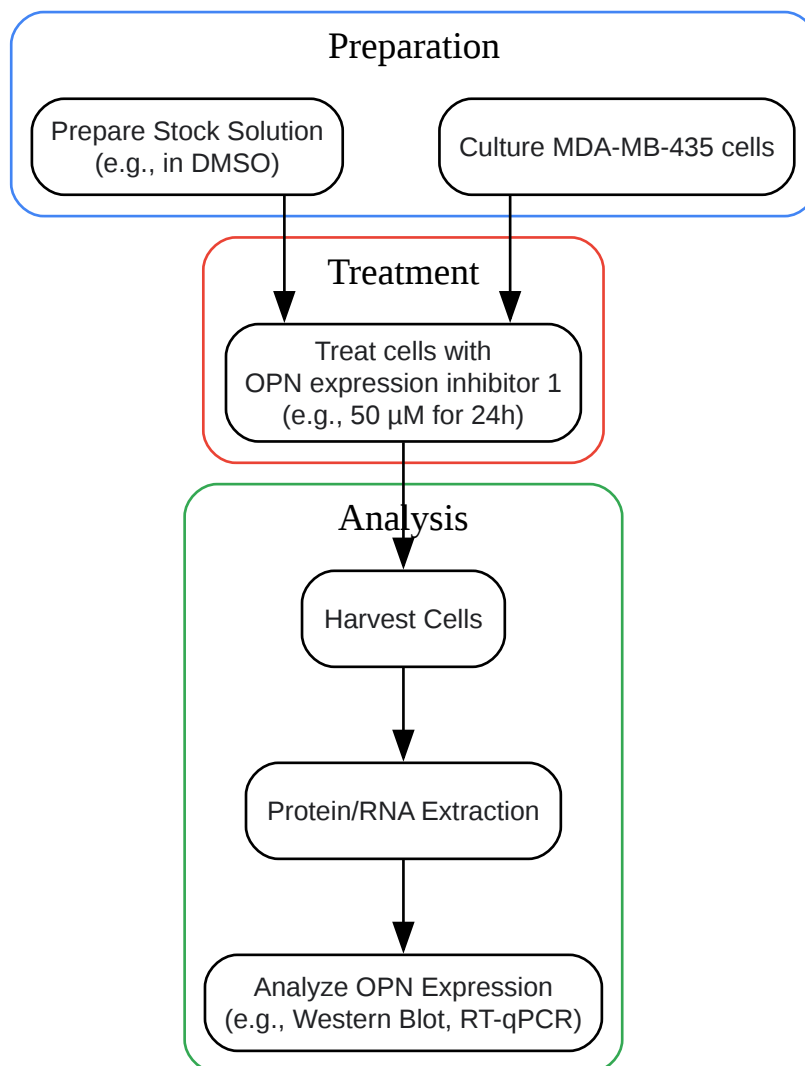 Preparation
Prepare Stock Solution
(e.g., in DMSO)
Culture MDA-MB-435 cells
Treatment
Treat cells with
OPN expression inhibitor 1
(e.g., 50 µM for 24h)
Analysis
Harvest Cells
Protein/RNA Extraction
Analyze OPN Expression
(e.g., Western Blot, RT-qPCR)